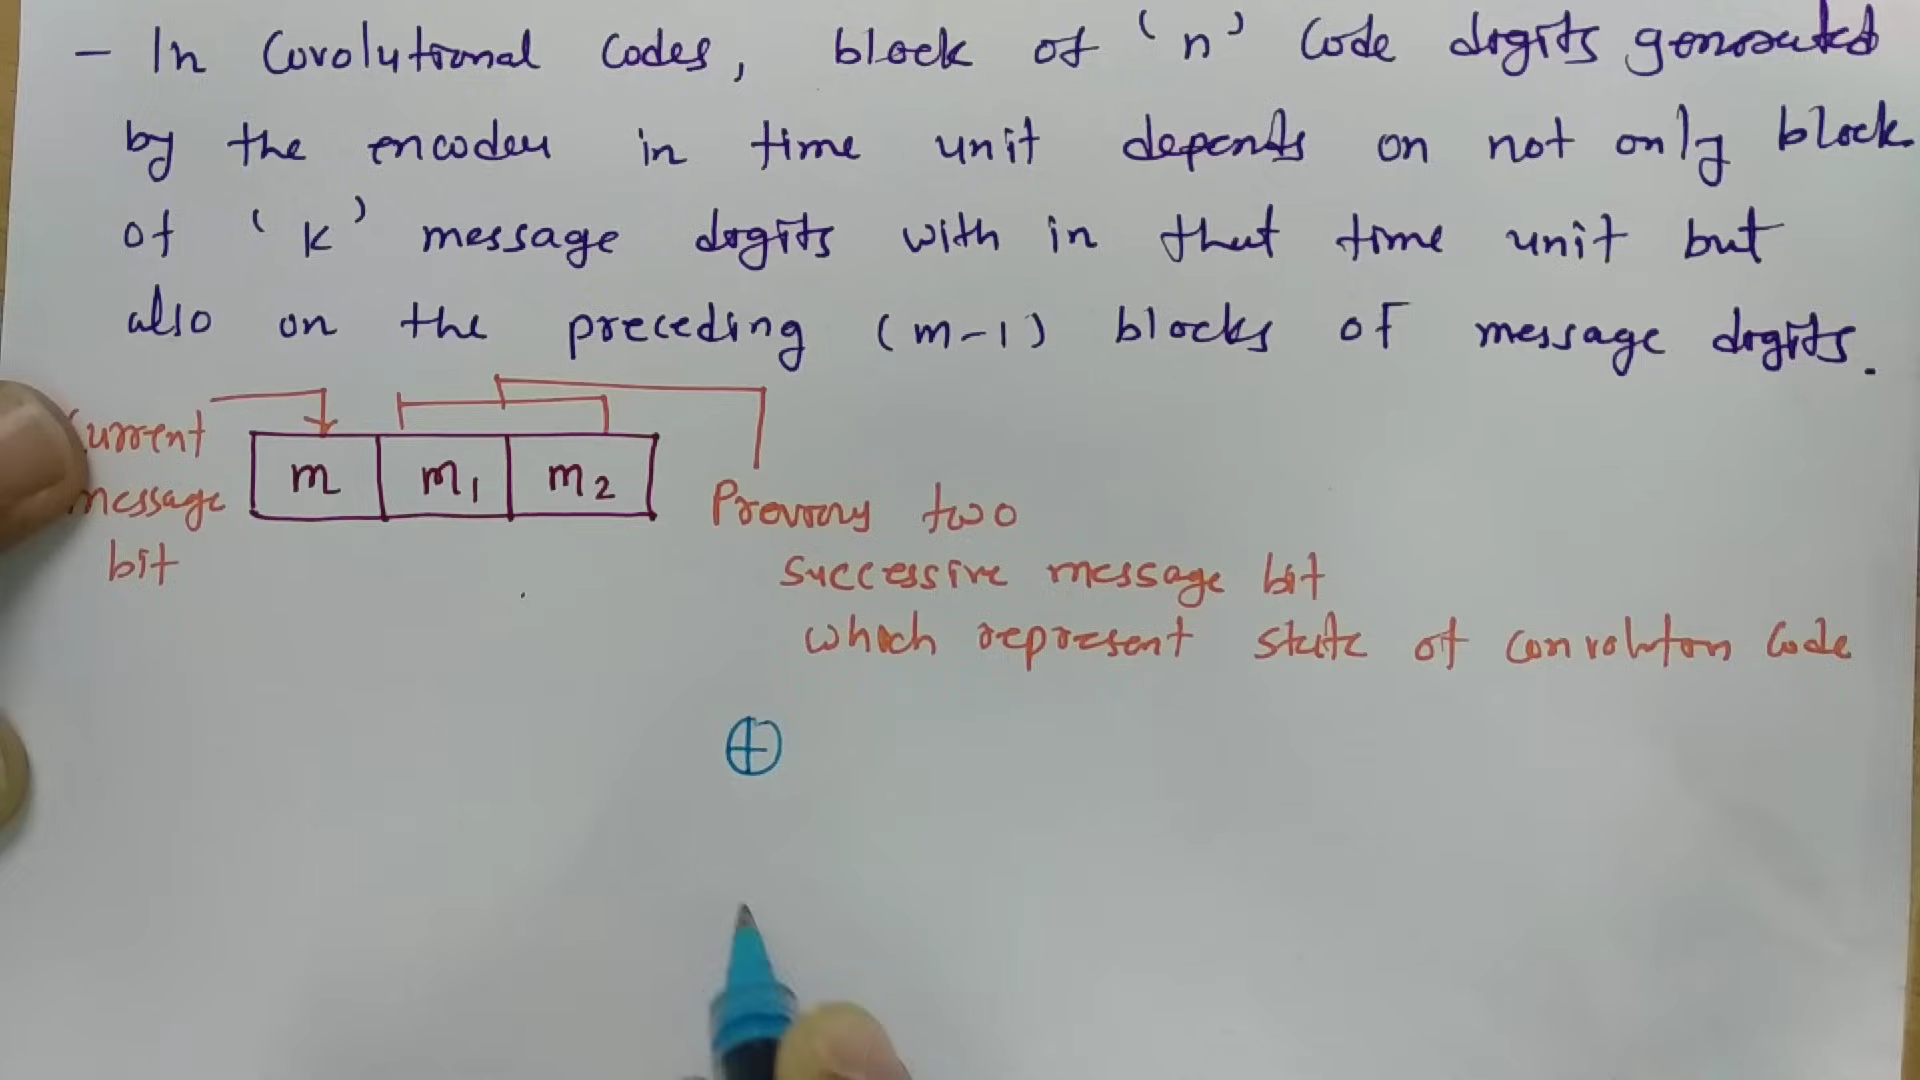 - In Covolutional Codes, block of 'n' Code digits generated
by the encoder in time unit depends on not only block
of 'k' message digits with in that time unit but
also on the preceding (m-1) blocks of message digits.
Current
message
bit
m m1 m2
Previous two
successive message bit
which represent state of convolution Code